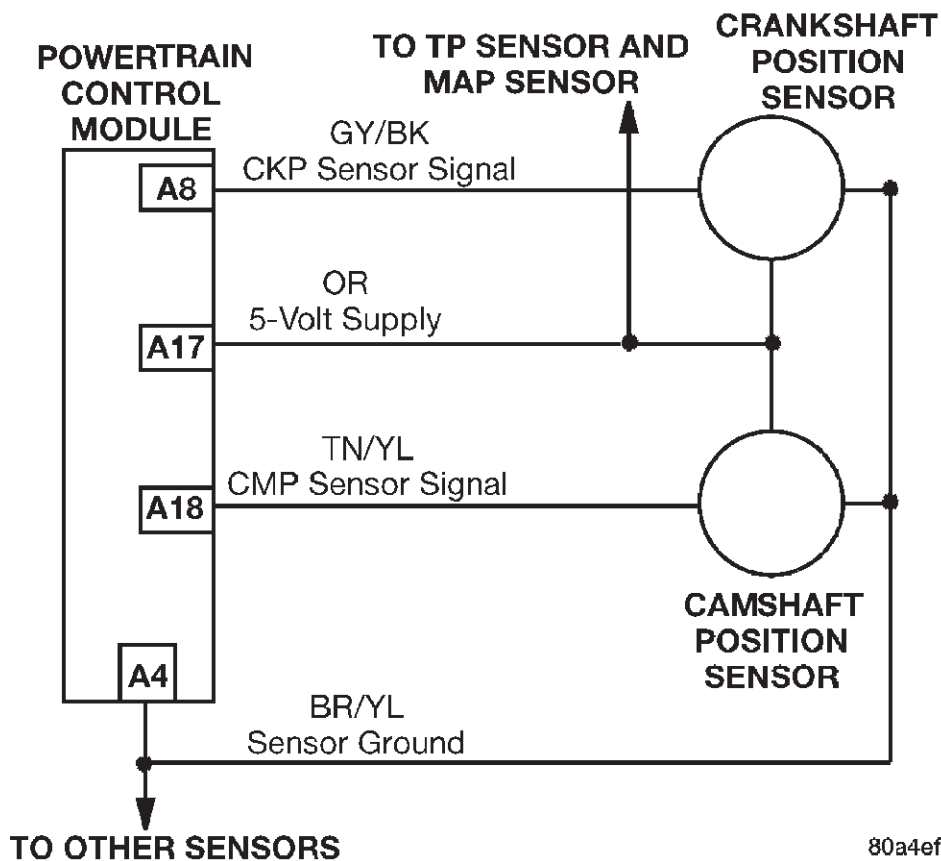 POWERTRAIN
CONTROL
MODULE
TO TP SENSOR AND
MAP SENSOR
CRANKSHAFT
POSITION
SENSOR
GY/BK
A8
CKP Sensor Signal
OR
5-Volt Supply
A17
TN/YL
CMP Sensor Signal
A18
CAMSHAFT
POSITION
SENSOR
A4
BR/YL
Sensor Ground
TO OTHER SENSORS
80a4ef